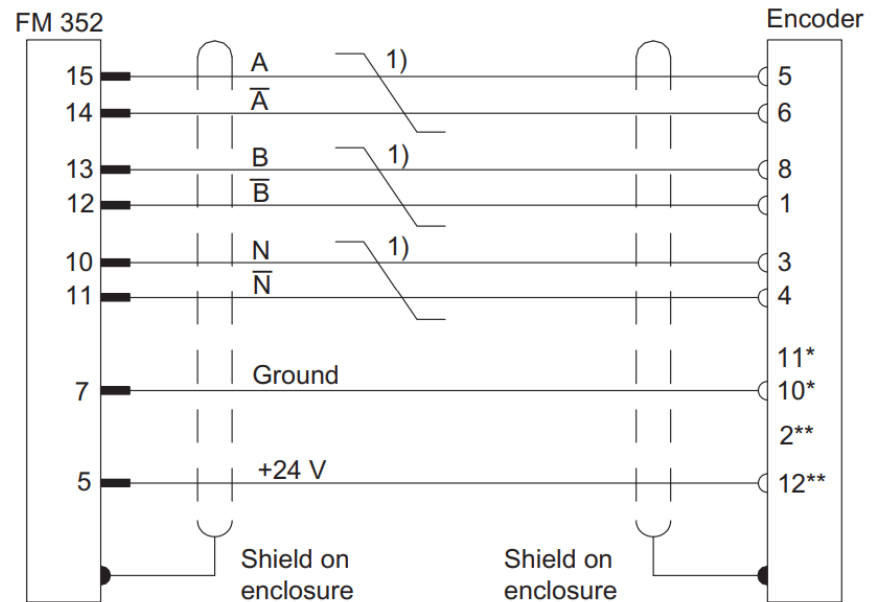 FM 352 Encoder
15 A 1) 5
14 A̅ 6
13 B 1) 8
12 B̅ 1
10 N 1) 3
11 N̅ 4
11*
7 Ground 10*
2**
5 +24 V 12**
Shield on Shield on
enclosure enclosure